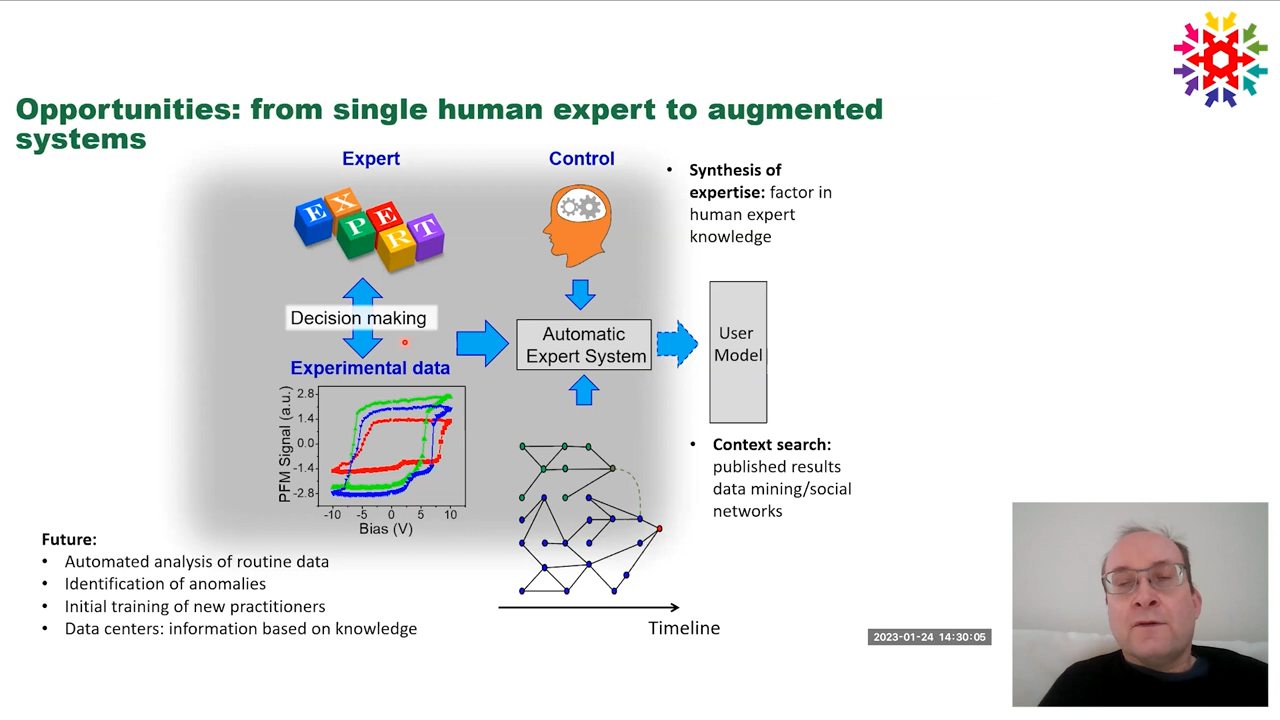 Opportunities: from single human expert to augmented
systems
Expert
Control
EXPERT
Decision making
Experimental data
PFM Signal (a.u.)
2.8
1.4
0.0
-1.4
-2.8
-10 -5 0 5 10
Bias (V)
Automatic
Expert System
User
Model
• Synthesis of
expertise: factor in
human expert
knowledge
• Context search:
published results
data mining/social
networks
Timeline
Future:
• Automated analysis of routine data
• Identification of anomalies
• Initial training of new practitioners
• Data centers: information based on knowledge
2023-01-24 14:30:05